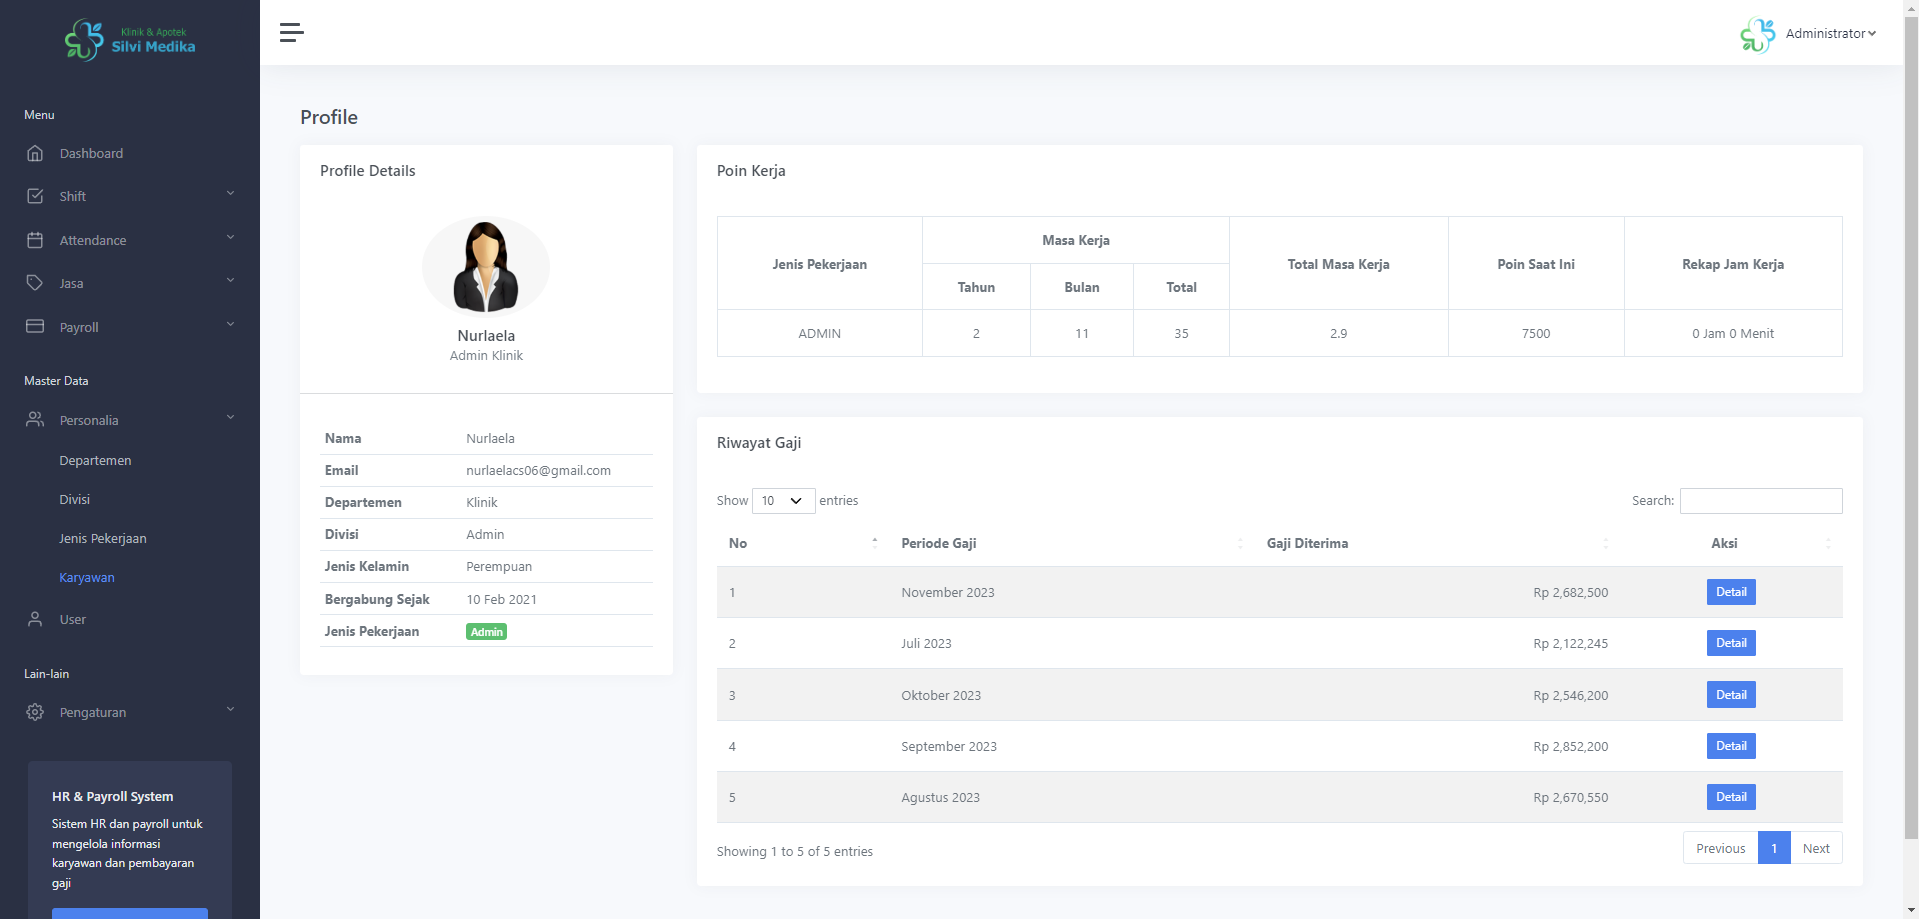 Klinik & Apotek
Silvi Medika
Administrator
Menu
Dashboard
Shift
Attendance
Jasa
Payroll
Master Data
Personalia
Departemen
Divisi
Jenis Pekerjaan
Karyawan
User
Lain-lain
Pengaturan
HR & Payroll System
Sistem HR dan payroll untuk
mengelola informasi
karyawan dan pembayaran
gaji
Profile
Profile Details
Nurlaela
Admin Klinik
Nama Nurlaela
Email nurlaelacs06@gmail.com
Departemen Klinik
Divisi Admin
Jenis Kelamin Perempuan
Bergabung Sejak 10 Feb 2021
Jenis Pekerjaan Admin
Poin Kerja
Jenis Pekerjaan Masa Kerja Total Masa Kerja Poin Saat Ini Rekap Jam Kerja
Tahun Bulan Total
ADMIN 2 11 35 2.9 7500 0 Jam 0 Menit
Riwayat Gaji
Show 10 entries Search:
No Periode Gaji Gaji Diterima Aksi
1 November 2023 Rp 2,682,500 Detail
2 Juli 2023 Rp 2,122,245 Detail
3 Oktober 2023 Rp 2,546,200 Detail
4 September 2023 Rp 2,852,200 Detail
5 Agustus 2023 Rp 2,670,550 Detail
Showing 1 to 5 of 5 entries Previous 1 Next